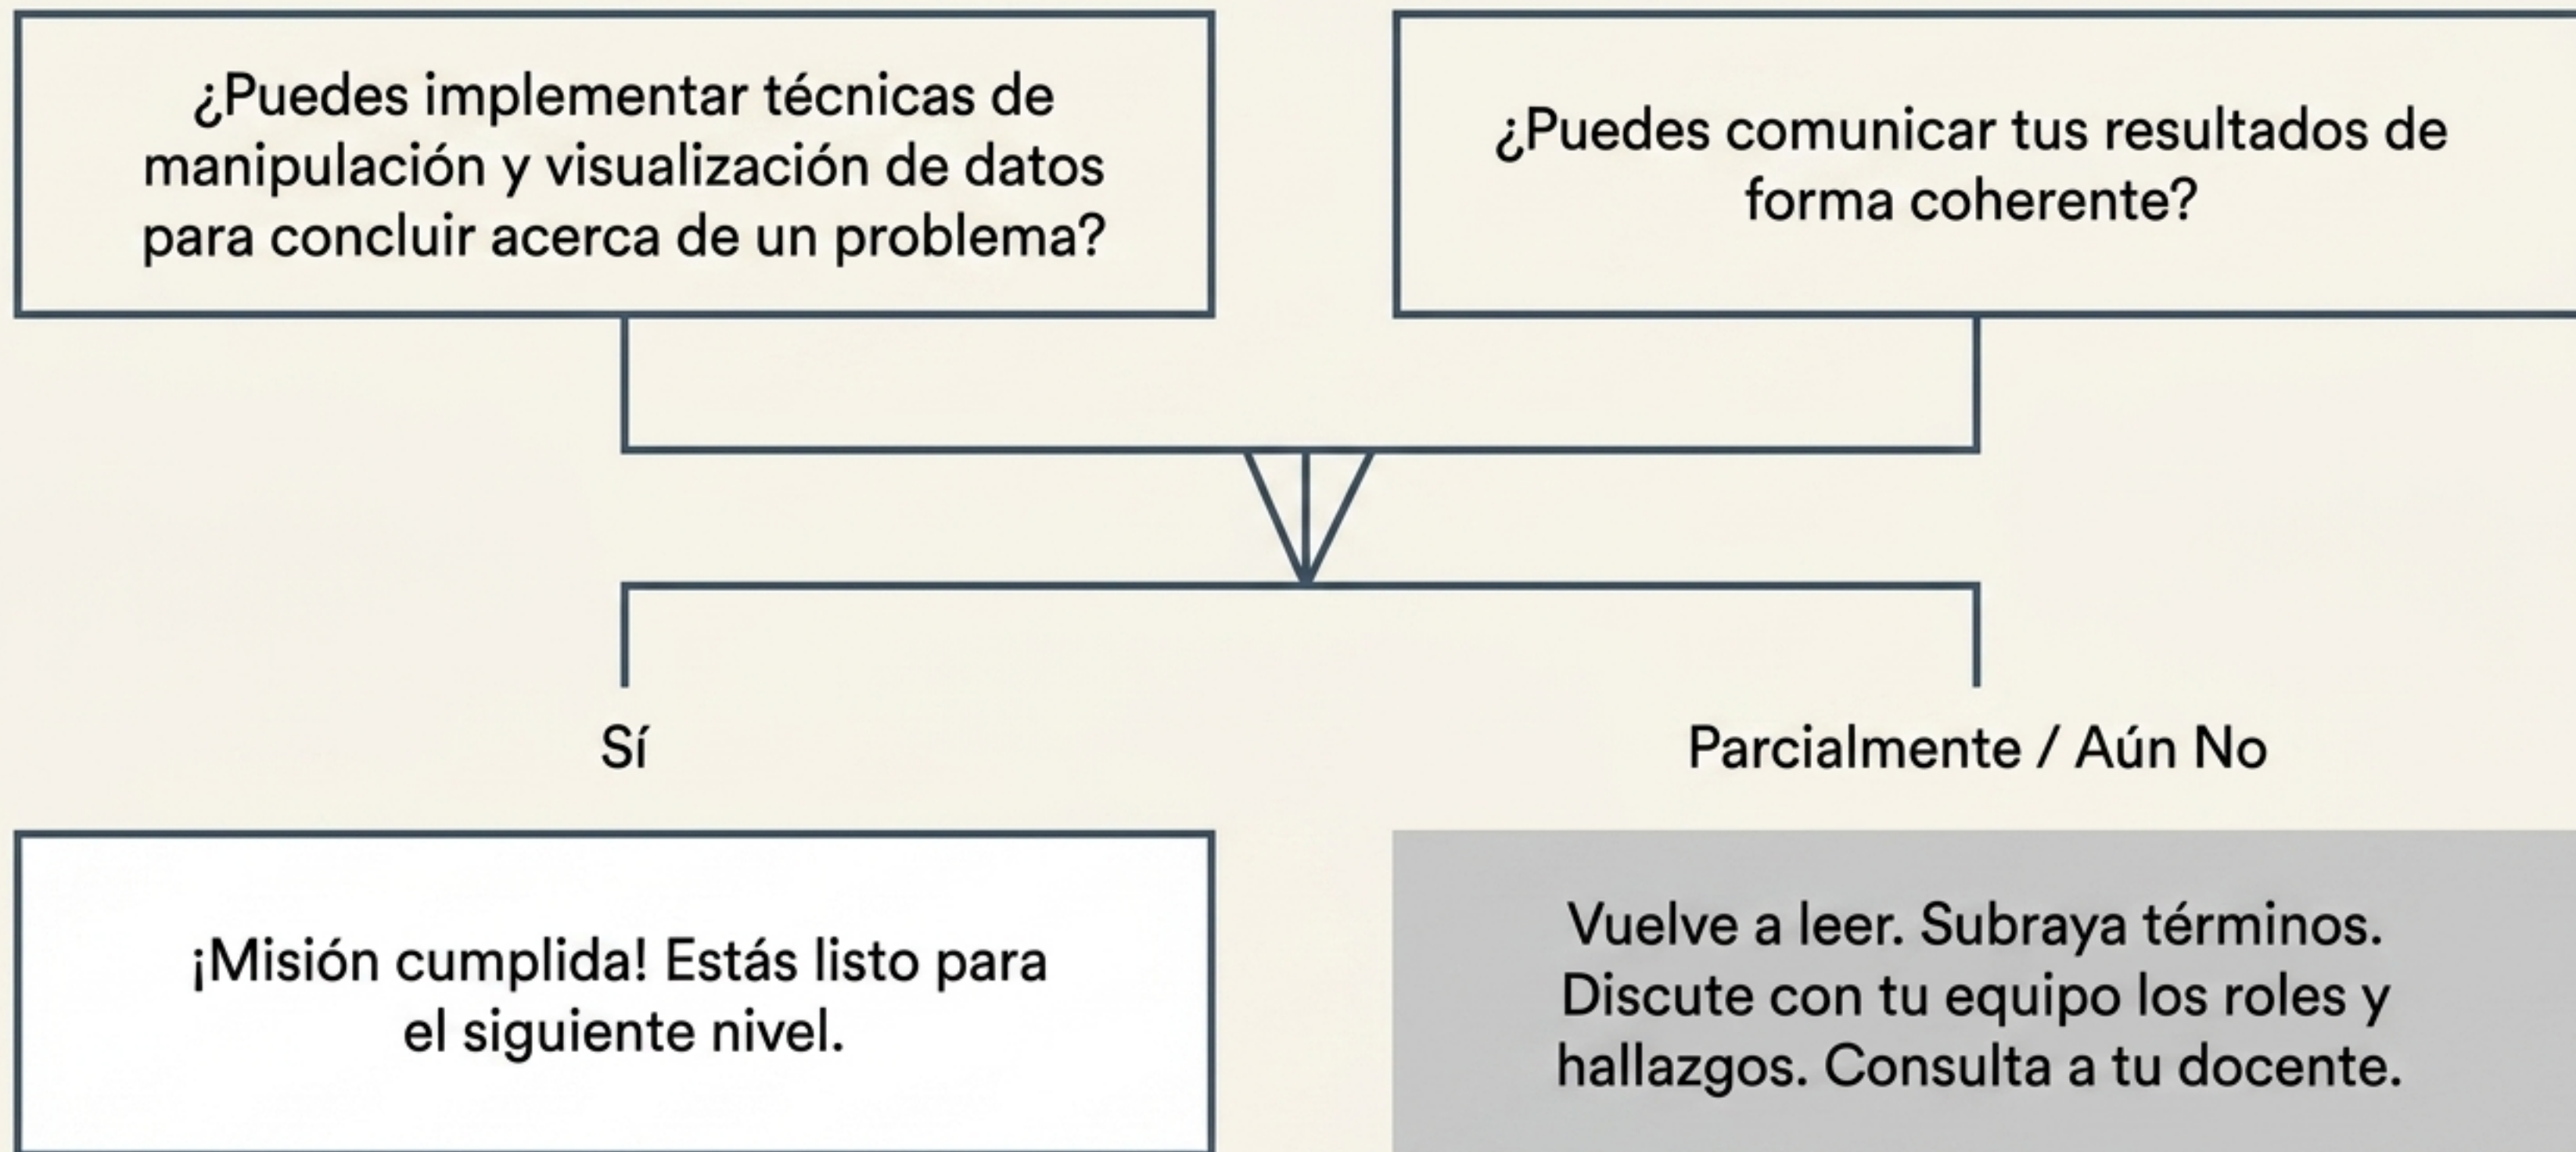 ¿Puedes implementar técnicas de
manipulación y visualización de datos
para concluir acerca de un problema?
¿Puedes comunicar tus resultados de
forma coherente?
Sí
Parcialmente / Aún No
¡Misión cumplida! Estás listo para
el siguiente nivel.
Vuelve a leer. Subraya términos.
Discute con tu equipo los roles y
hallazgos. Consulta a tu docente.